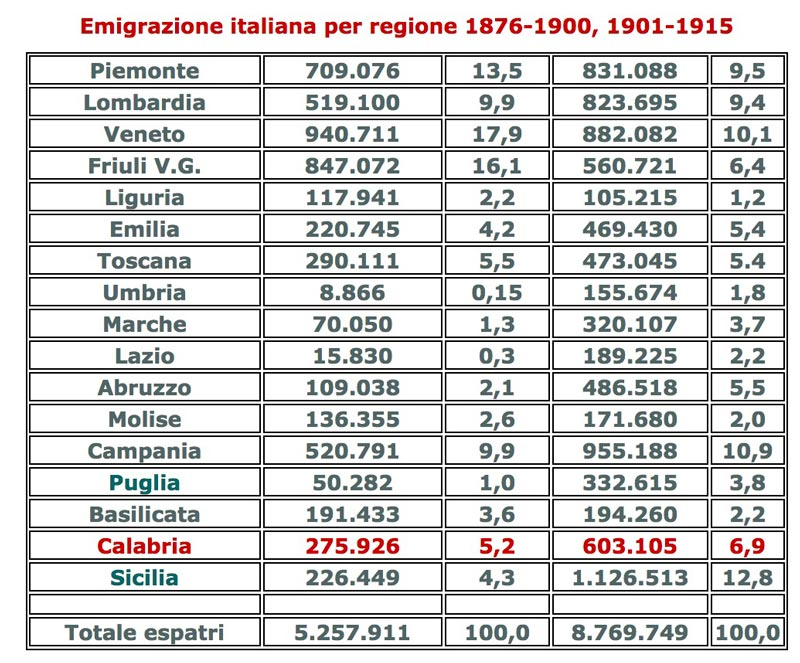 Emigrazione italiana per regione 1876-1900, 1901-1915
Piemonte 709.076 13,5 831.088 9,5
Lombardia 519.100 9,9 823.695 9,4
Veneto 940.711 17,9 882.082 10,1
Friuli V.G. 847.072 16,1 560.721 6,4
Liguria 117.941 2,2 105.215 1,2
Emilia 220.745 4,2 469.430 5,4
Toscana 290.111 5,5 473.045 5.4
Umbria 8.866 0,15 155.674 1,8
Marche 70.050 1,3 320.107 3,7
Lazio 15.830 0,3 189.225 2,2
Abruzzo 109.038 2,1 486.518 5,5
Molise 136.355 2,6 171.680 2,0
Campania 520.791 9,9 955.188 10,9
Puglia 50.282 1,0 332.615 3,8
Basilicata 191.433 3,6 194.260 2,2
Calabria 275.926 5,2 603.105 6,9
Sicilia 226.449 4,3 1.126.513 12,8
Totale espatri 5.257.911 100,0 8.769.749 100,0